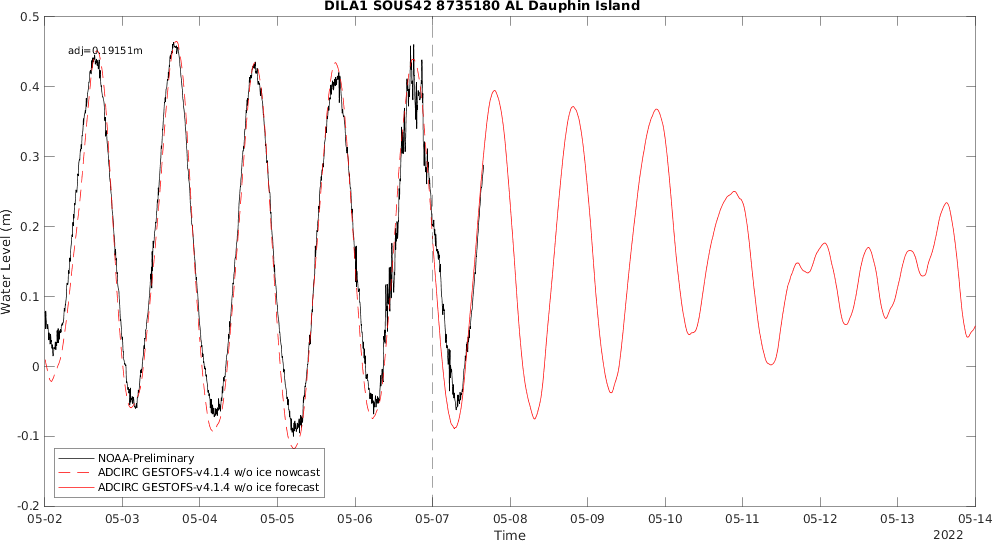 DILA1 SOUS42 8735180 AL Dauphin Island
adj=0.19151m
0.5
0.4
0.3
0.2
0.1
0
-0.1
-0.2
Water Level (m)
NOAA-Preliminary
ADCIRC GESTOFS-v4.1.4 w/o ice nowcast
ADCIRC GESTOFS-v4.1.4 w/o ice forecast
05-02 05-03 05-04 05-05 05-06 05-07 05-08 05-09 05-10 05-11 05-12 05-13 05-14
Time
2022